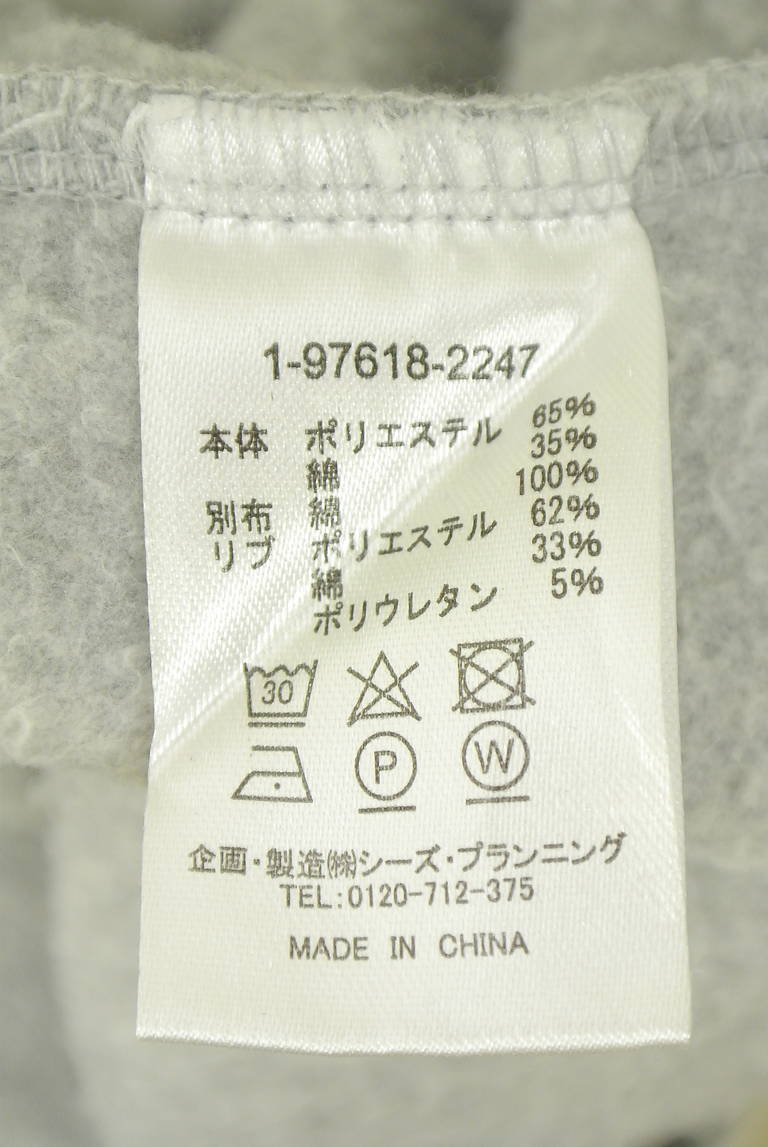 1-97618-2247
本体 ポリエステル 65%
綿 35%
別布 綿 100%
リブ ポリエステル 62%
綿 33%
ポリウレタン 5%
30
P W
企画・製造㈱シーズ・プランニング
TEL:0120-712-375
MADE IN CHINA